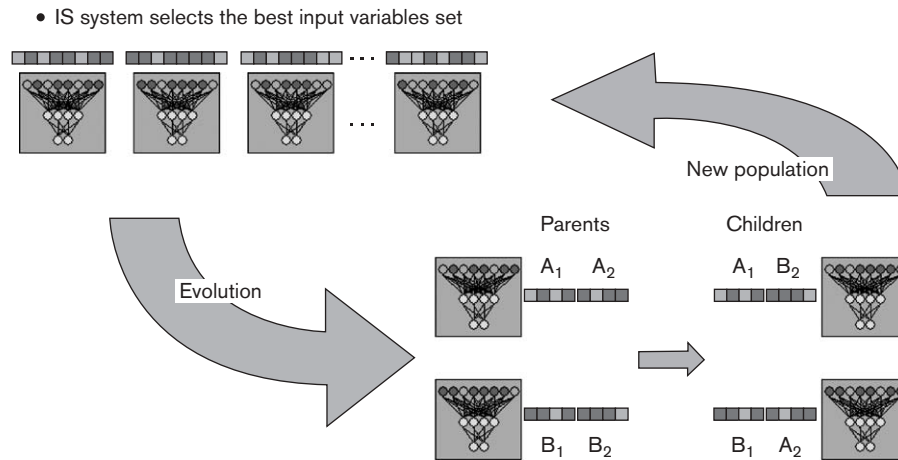 • IS system selects the best input variables set
...
...
New population
Evolution
Parents Children
A₁ A₂ A₁ B₂
B₁ B₂ B₁ A₂